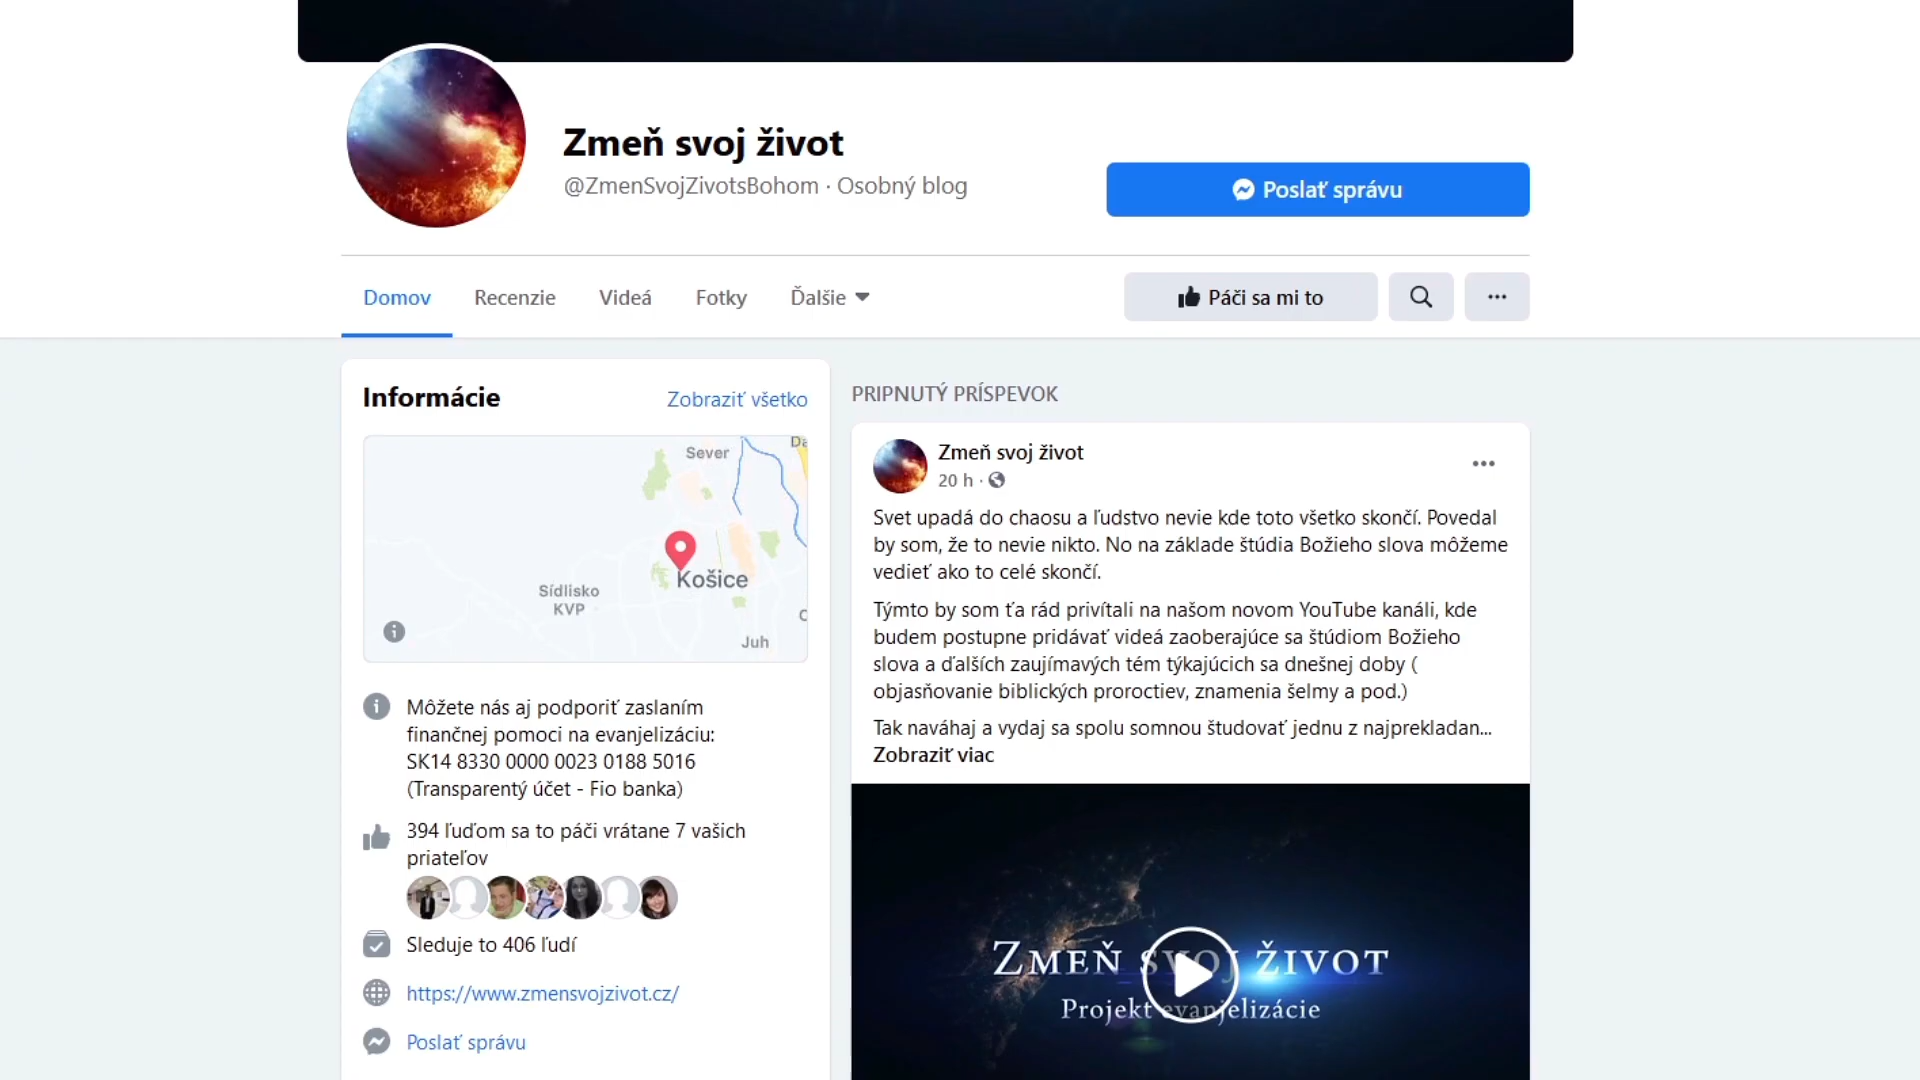 Zmeň svoj život
@ZmenSvojZivotsBohom · Osobný blog
Poslať správu
Domov
Recenzie
Videá
Fotky
Ďalšie
Páči sa mi to
Informácie
Zobraziť všetko
Sever
Košice
Sídlisko
KVP
Juh
Môžete nás aj podporiť zaslaním
finančnej pomoci na evanjelizáciu:
SK14 8330 0000 0023 0188 5016
(Transparentý účet - Fio banka)
394 ľuďom sa to páči vrátane 7 vašich
priateľov
Sleduje to 406 ľudí
https://www.zmensvojzivot.cz/
Poslať správu
PRIPNUTÝ PRÍSPEVOK
Zmeň svoj život
20 h ·
Svet upadá do chaosu a ľudstvo nevie kde toto všetko skončí. Povedal
by som, že to nevie nikto. No na základe štúdia Božieho slova môžeme
vedieť ako to celé skončí.
Týmto by som ťa rád privítali na našom novom YouTube kanáli, kde
budem postupne pridávať videá zaoberajúce sa štúdiom Božieho
slova a ďalších zaujímavých tém týkajúcich sa dnešnej doby (
objasňovanie biblických proroctiev, znamenia šelmy a pod.)
Tak naváhaj a vydaj sa spolu somnou študovať jednu z najprekladan...
Zobraziť viac
Zmeň svoj život
Projekt evanjelizácie